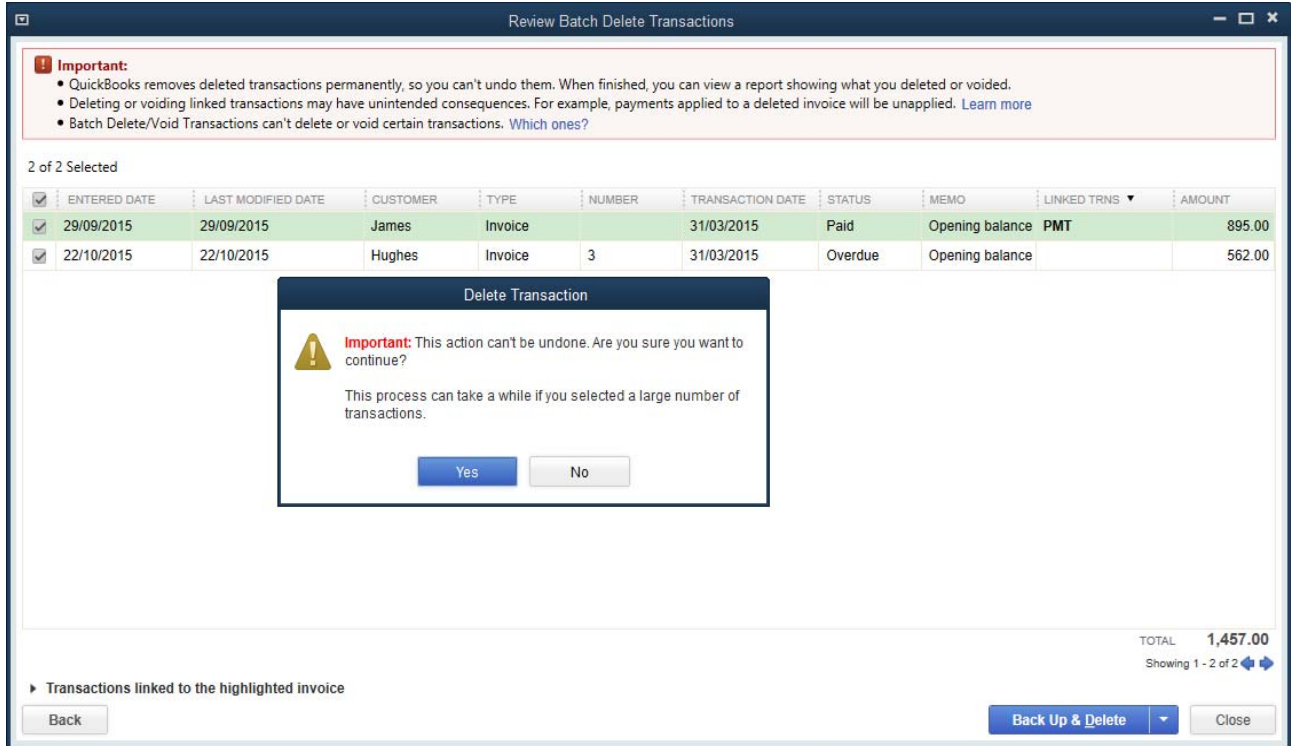 Review Batch Delete Transactions
Important:
• QuickBooks removes deleted transactions permanently, so you can't undo them. When finished, you can view a report showing what you deleted or voided.
• Deleting or voiding linked transactions may have unintended consequences. For example, payments applied to a deleted invoice will be unapplied. Learn more
• Batch Delete/Void Transactions can't delete or void certain transactions. Which ones?
2 of 2 Selected
ENTERED DATE LAST MODIFIED DATE CUSTOMER TYPE NUMBER TRANSACTION DATE STATUS MEMO LINKED TRNS AMOUNT
29/09/2015 29/09/2015 James Invoice 31/03/2015 Paid Opening balance PMT 895.00
22/10/2015 22/10/2015 Hughes Invoice 3 31/03/2015 Overdue Opening balance 562.00
Delete Transaction
Important: This action can't be undone. Are you sure you want to
continue?
This process can take a while if you selected a large number of
transactions.
Yes No
TOTAL 1,457.00
Showing 1 - 2 of 2
Transactions linked to the highlighted invoice
Back Back Up & Delete Close